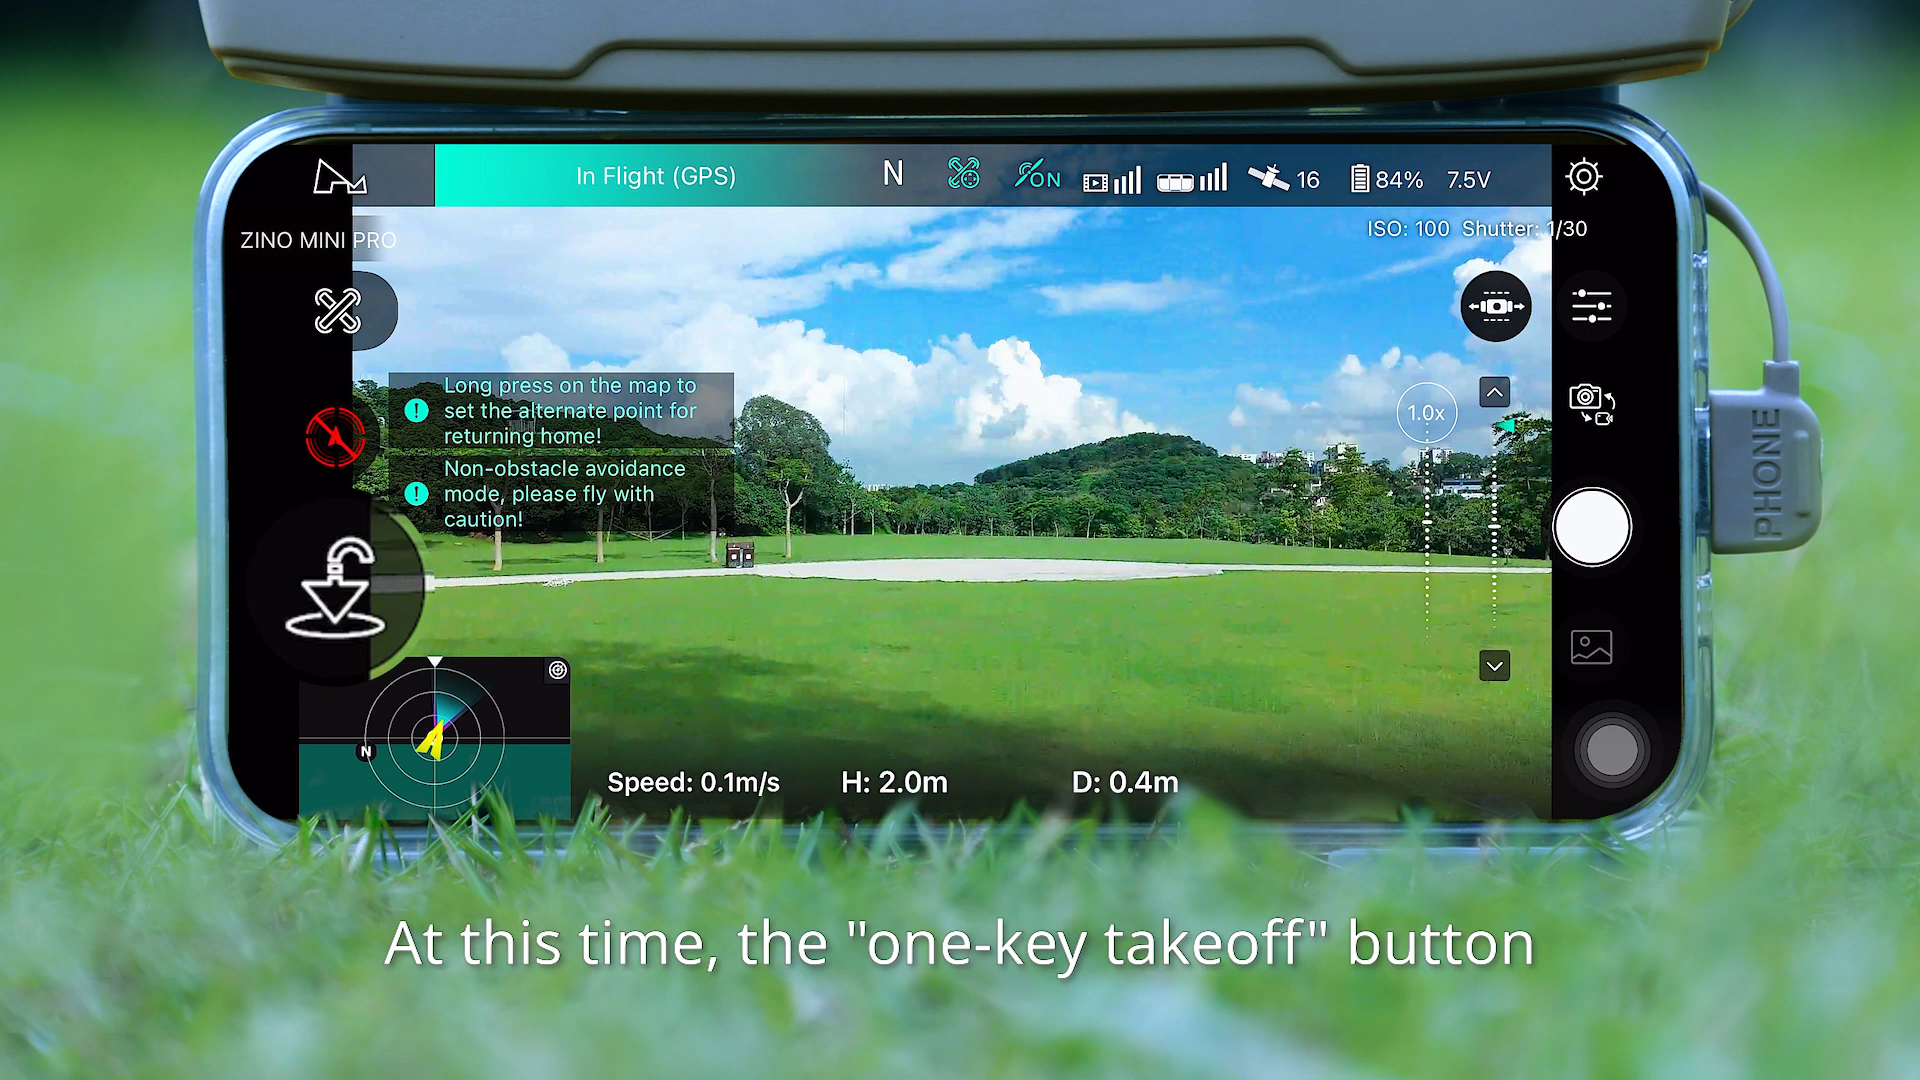 In Flight (GPS)
N
ON
16
84%
7.5V
ZINO MINI PRO
ISO: 100 Shutter: 1/30
1.0x
Long press on the map to
set the alternate point for
returning home!
Non-obstacle avoidance
mode, please fly with
caution!
PHONE
N
Speed: 0.1m/s
H: 2.0m
D: 0.4m
At this time, the "one-key takeoff" button